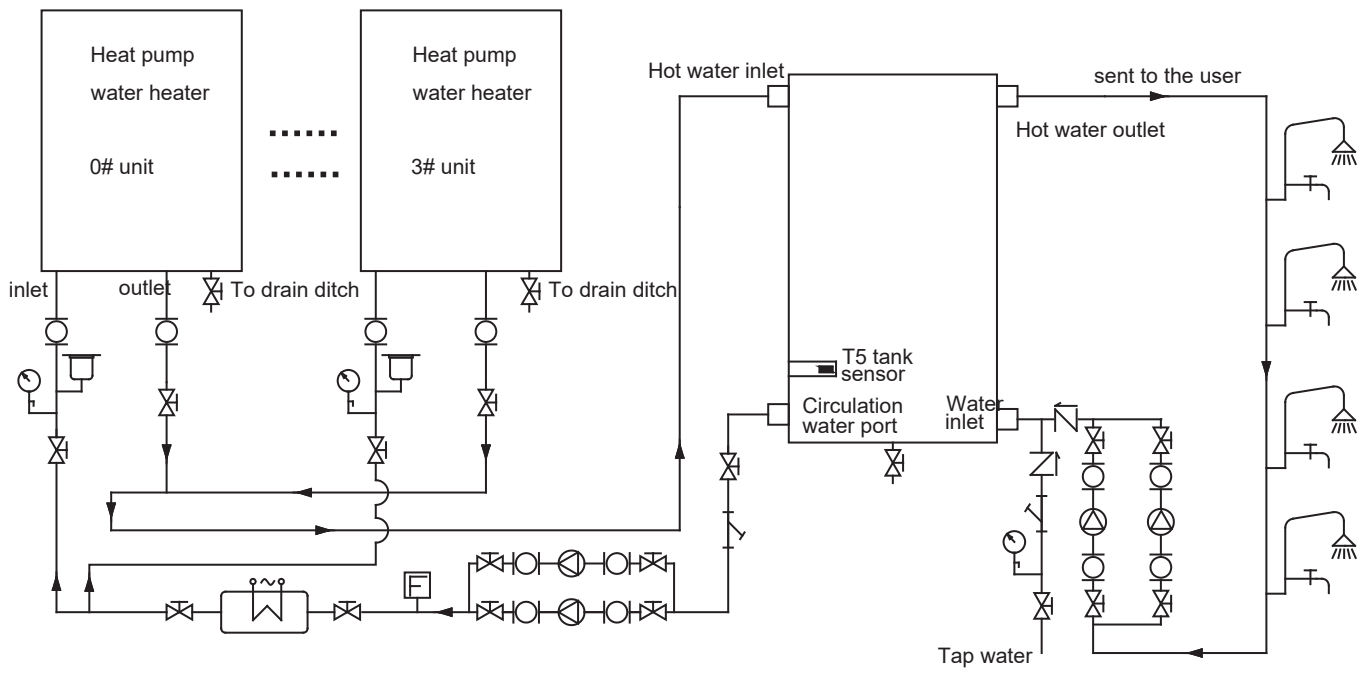 Heat pump
water heater
0# unit
Heat pump
water heater
3# unit
inlet
outlet
To drain ditch
To drain ditch
Hot water inlet
sent to the user
Hot water outlet
T5 tank
sensor
Circulation
water port
Water
inlet
F
Tap water